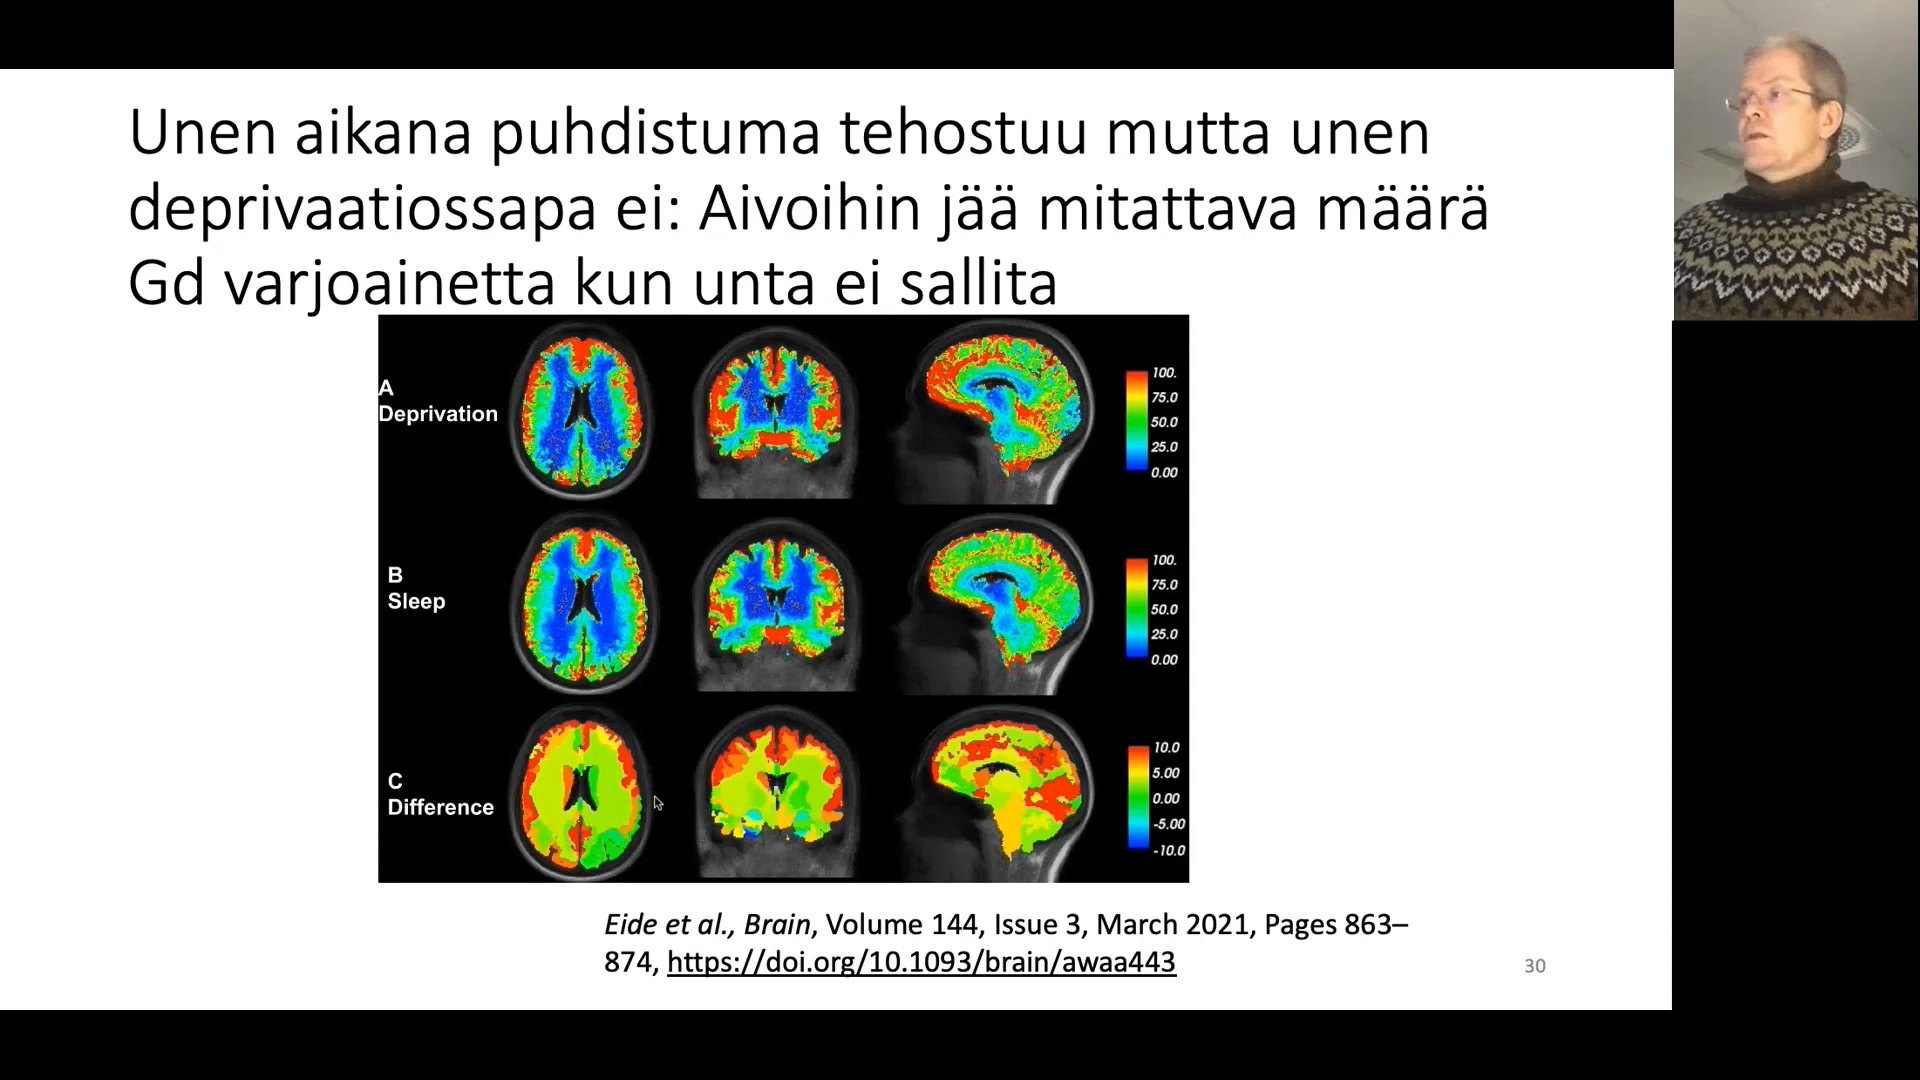 Unen aikana puhdistuma tehostuu mutta unen
deprivaatiossapa ei: Aivoihin jää mitattava määrä
Gd varjoainetta kun unta ei sallita
A
Deprivation
100.
75.0
50.0
25.0
0.00
B
Sleep
100.
75.0
50.0
25.0
0.00
C
Difference
10.0
5.00
0.00
-5.00
-10.0
Eide et al., Brain, Volume 144, Issue 3, March 2021, Pages 863–
874, https://doi.org/10.1093/brain/awaa443
30